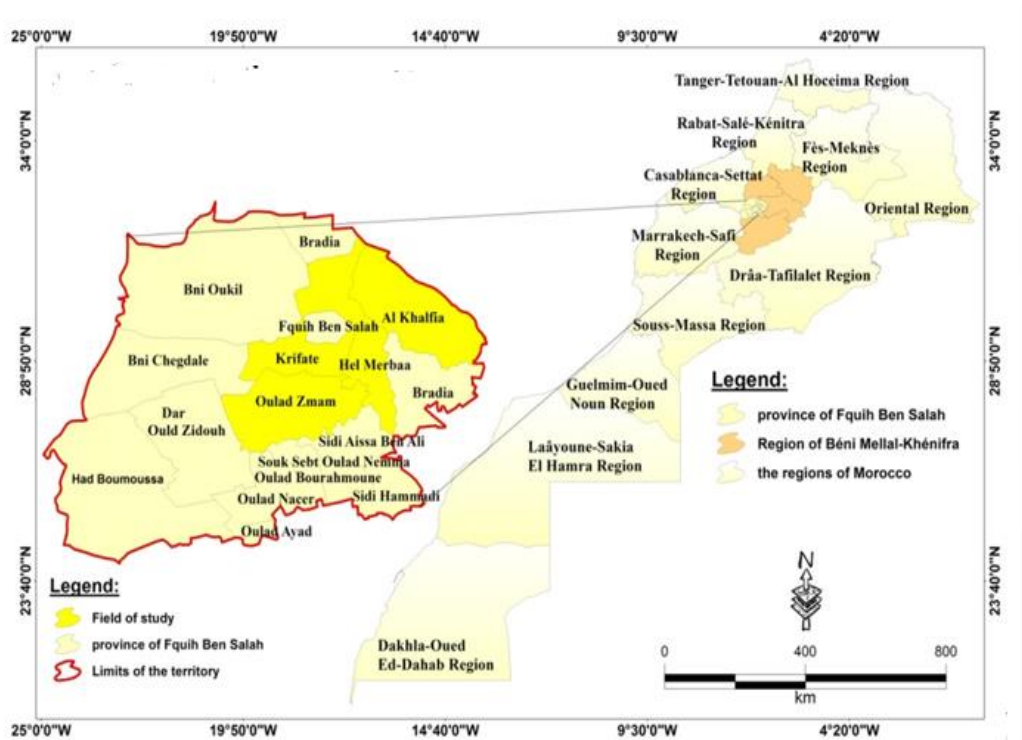 25°0'0"W 19°50'0"W 14°40'0"W 9°30'0"W 4°20'0"W
34°0'0"N
28°50'0"N
23°40'0"N
34°0'0"N
28°50'0"N
23°40'0"N
Tanger-Tetouan-Al Hoceima Region
Rabat-Salé-Kénitra
Region
Fès-Meknès
Region
Casablanca-Settat
Region
Oriental Region
Marrakech-Safi
Region
Drâa-Tafilalet Region
Souss-Massa Region
Guelmim-Oued
Noun Region
Laâyoune-Sakia
El Hamra Region
Dakhla-Oued
Ed-Dahab Region
Bradia
Bni Oukil
Fquih Ben Salah
Al Khalfia
Bni Chegdale
Krifate
Hel Merbaa
Oulad Zmam
Bradia
Dar
Ould Zidouh
Sidi Aissa Ben Ali
Souk Sebt Oulad Nemma
Had Boumoussa
Oulad Bourahmoune
Oulad Nacer
Sidi Hammadi
Oulad Ayad
Legend:
Field of study
province of Fquih Ben Salah
Limits of the territory
Legend:
province of Fquih Ben Salah
Region of Béni Mellal-Khénifra
the regions of Morocco
N
0 400 800
km
25°0'0"W 19°50'0"W 14°40'0"W 9°30'0"W 4°20'0"W